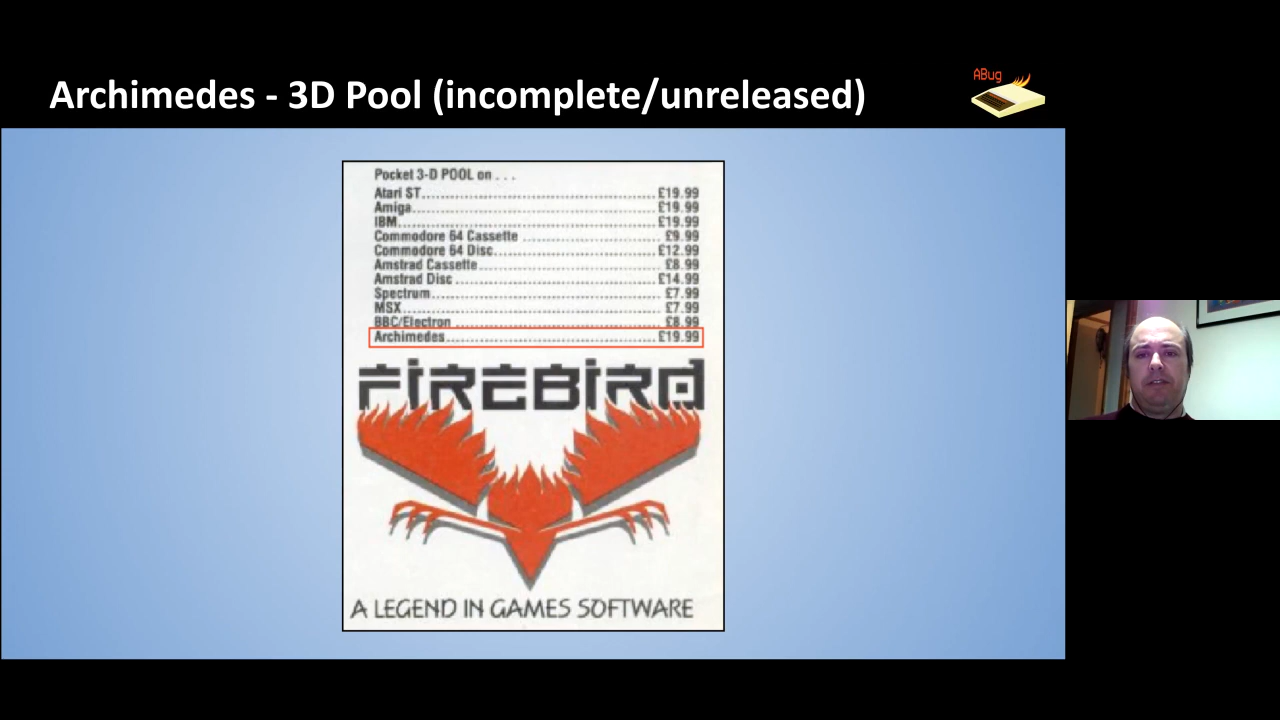 Archimedes - 3D Pool (incomplete/unreleased)
ABug
Pocket 3-D POOL on . . .
Atari ST........................................................£19.99
Amiga..........................................................£19.99
IBM..............................................................£19.99
Commodore 64 Cassette ............................ £9.99
Commodore 64 Disc..................................£12.99
Amstrad Cassette...................................... £8.99
Amstrad Disc ...........................................£14.99
Spectrum.................................................. £7.99
MSX.......................................................... £7.99
BBC/Electron ............................................ £8.99
Archimedes................................................£19.99
FIREBIRD
A LEGEND IN GAMES SOFTWARE